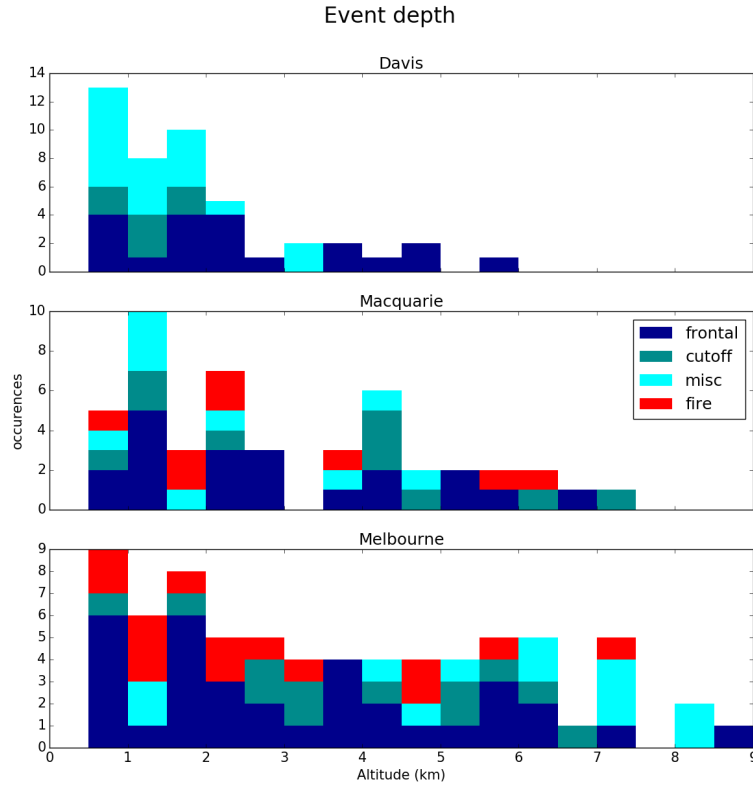 Event depth
Davis
14
12
10
8
6
4
2
0
Macquarie
10
8
6
4
2
0
occurences
frontal
cutoff
misc
fire
Melbourne
9
8
7
6
5
4
3
2
1
0
0 1 2 3 4 5 6 7 8 9
Altitude (km)